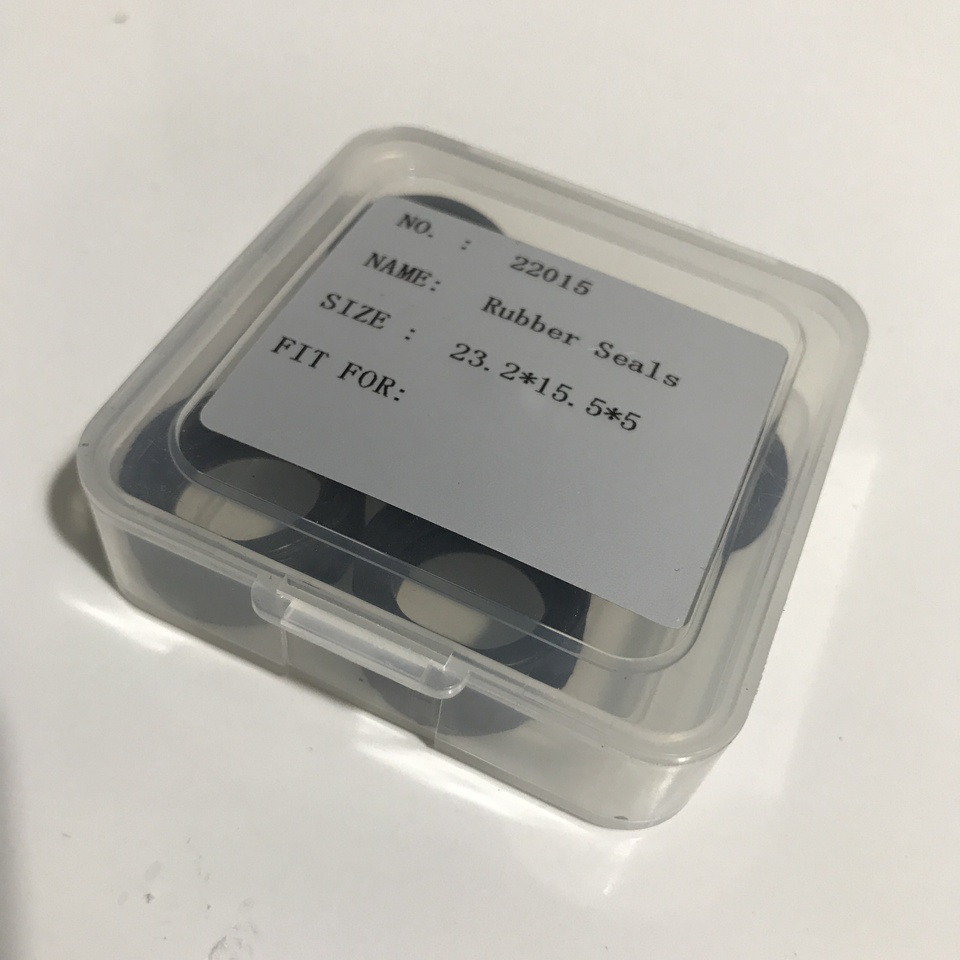 NO. : 22015
NAME: Rubber Seals
SIZE : 23.2*15.5*5
FIT FOR: